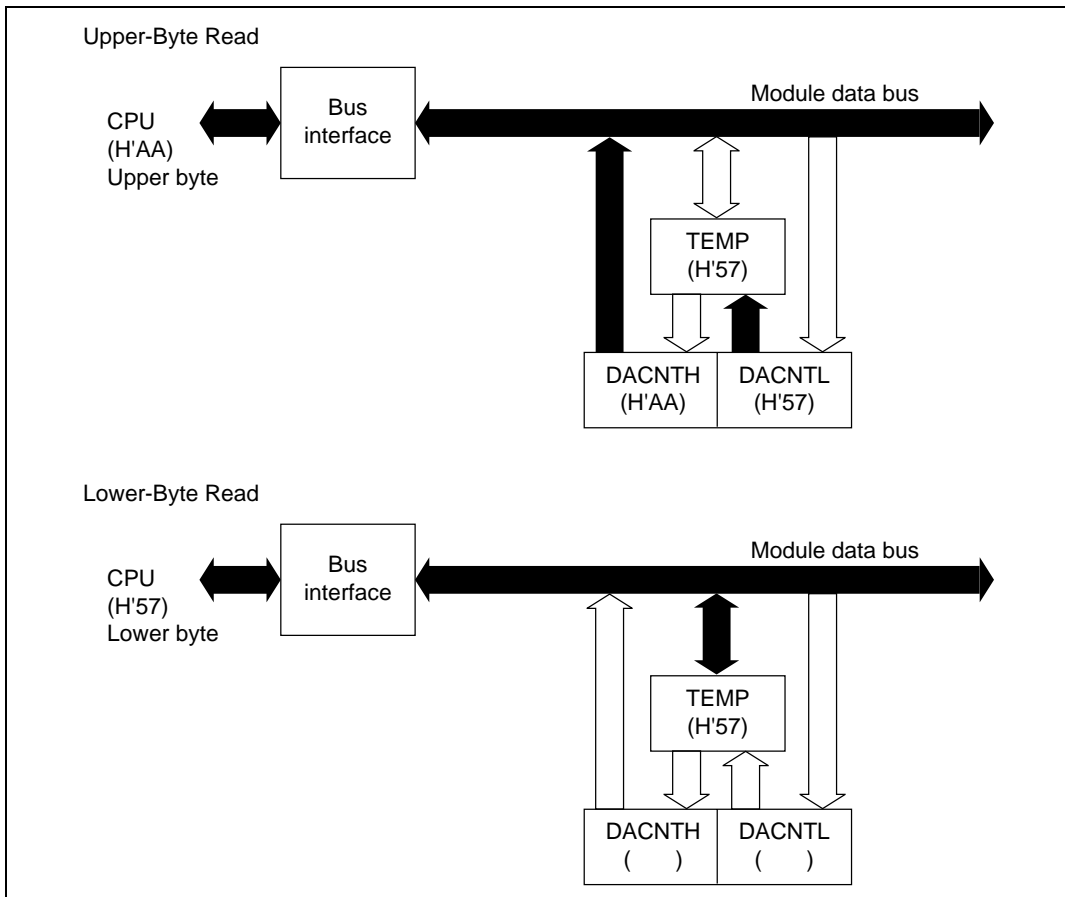 Upper-Byte Read
CPU
(H'AA)
Upper byte
Bus
interface
Module data bus
TEMP
(H'57)
DACNTH
(H'AA)
DACNTL
(H'57)
Lower-Byte Read
CPU
(H'57)
Lower byte
Bus
interface
Module data bus
TEMP
(H'57)
DACNTH
( )
DACNTL
( )